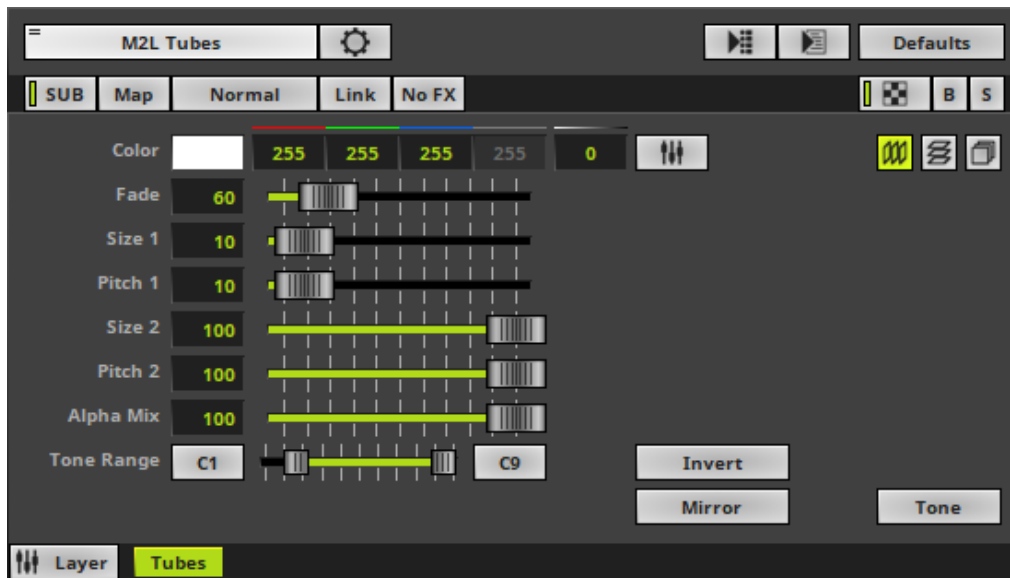 M2L Tubes Defaults
SUB Map Normal Link No FX B S
Color 255 255 255 255 0
Fade 60
Size 1 10
Pitch 1 10
Size 2 100
Pitch 2 100
Alpha Mix 100
Tone Range C1 C9 Invert
Mirror Tone
Layer Tubes